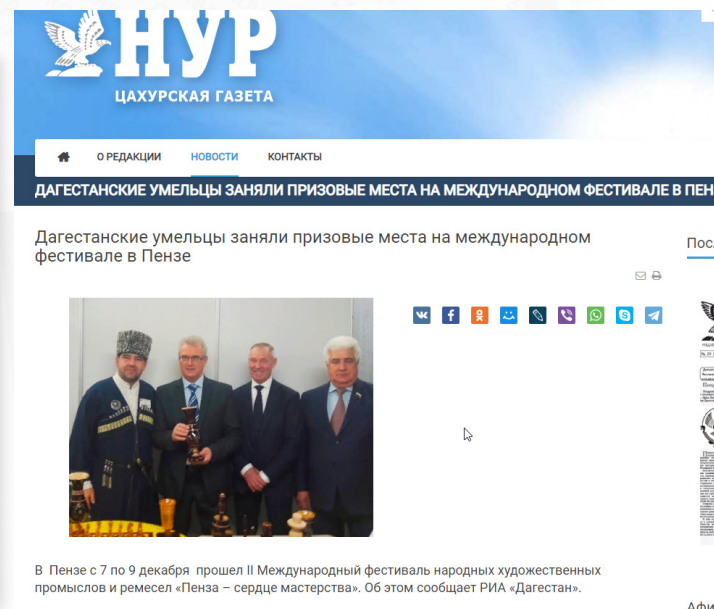 НУР
ЦАХУРСКАЯ ГАЗЕТА
О РЕДАКЦИИ НОВОСТИ КОНТАКТЫ
ДАГЕСТАНСКИЕ УМЕЛЬЦЫ ЗАНЯЛИ ПРИЗОВЫЕ МЕСТА НА МЕЖДУНАРОДНОМ ФЕСТИВАЛЕ В ПЕН
Дагестанские умельцы заняли призовые места на международном
фестивале в Пензе
Пос
В Пензе с 7 по 9 декабря прошел II Международный фестиваль народных художественных
промыслов и ремесел «Пенза – сердце мастерства». Об этом сообщает РИА «Дагестан».
Афи